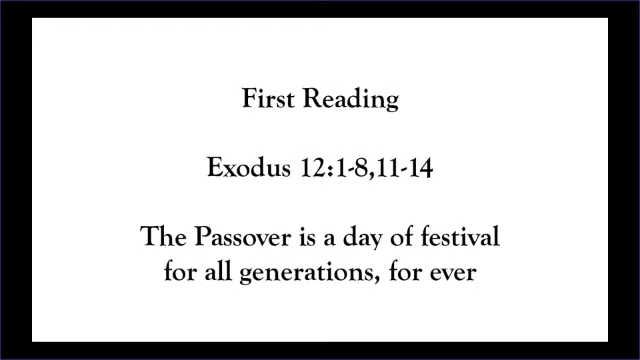 First Reading
Exodus 12:1-8,11-14
The Passover is a day of festival
for all generations, for ever